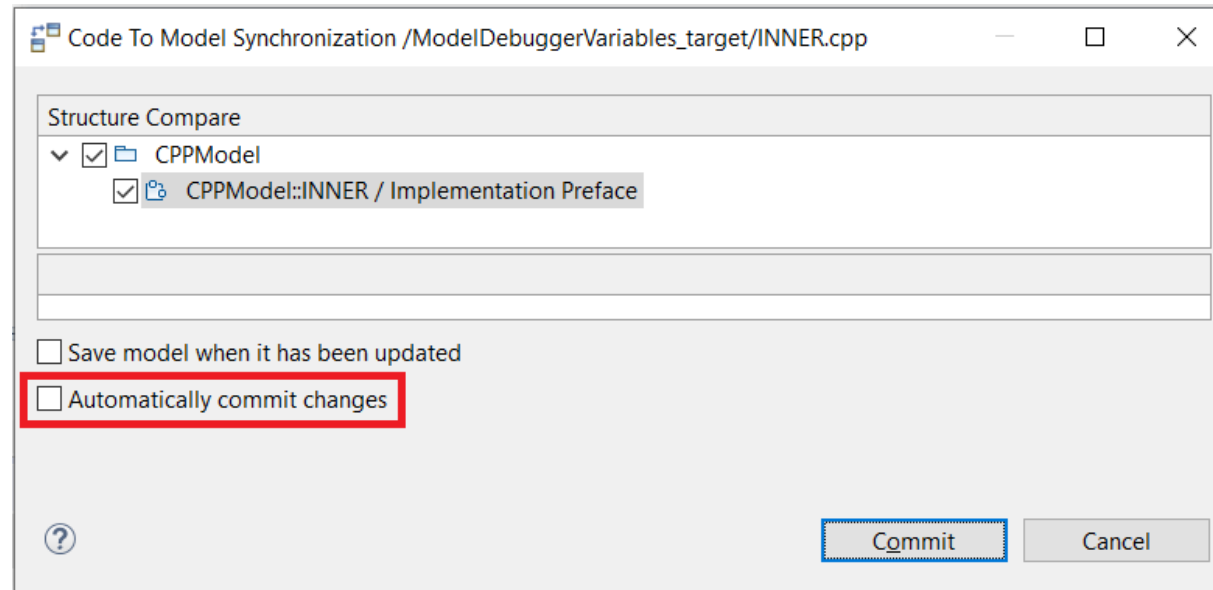 Code To Model Synchronization /ModelDebuggerVariables_target/INNER.cpp
Structure Compare
CPPModel
CPPModel::INNER / Implementation Preface
Save model when it has been updated
Automatically commit changes
?
Commit Cancel